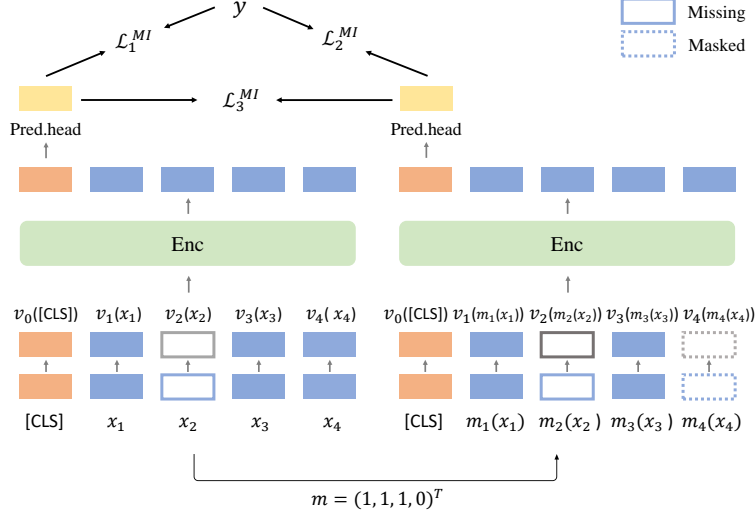 y
Missing
Masked
ℒ₁^{MI} ℒ₂^{MI}
ℒ₃^{MI}
Pred.head Pred.head
Enc Enc
v₀([CLS]) v₁(x₁) v₂(x₂) v₃(x₃) v₄( x₄) v₀([CLS]) v₁(m₁(x₁)) v₂(m₂(x₂)) v₃(m₃(x₃)) v₄(m₄(x₄))
[CLS] x₁ x₂ x₃ x₄ [CLS] m₁(x₁) m₂(x₂ ) m₃(x₃ ) m₄(x₄)
m = (1, 1, 1, 0)ᵀ